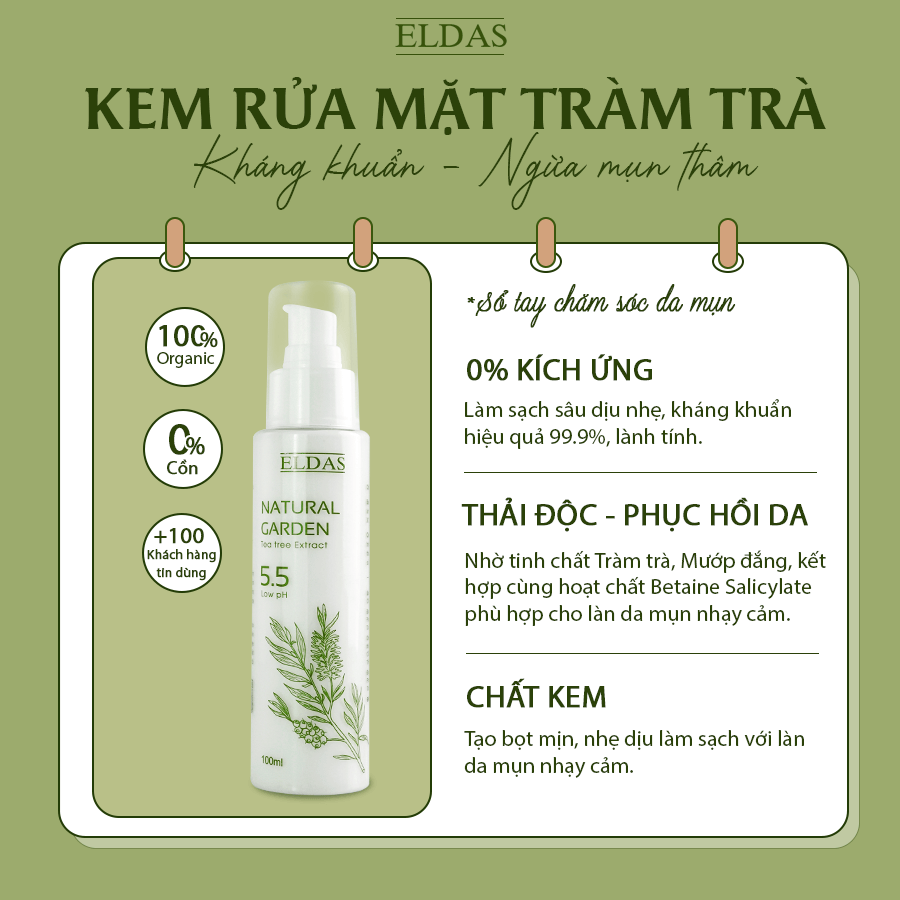 ELDAS
KEM RỬA MẶT TRÀM TRÀ
Kháng khuẩn - Ngừa mụn thâm
100%
Organic
0%
Cồn
+100
Khách hàng
tin dùng
ELDAS
NATURAL
GARDEN
Tea Tree Extract
5.5
Low pH
100ml
*Sổ tay chăm sóc da mụn
0% KÍCH ỨNG
Làm sạch sâu dịu nhẹ, kháng khuẩn
hiệu quả 99.9%, lành tính.
THẢI ĐỘC - PHỤC HỒI DA
Nhờ tinh chất Tràm trà, Mướp đắng, kết
hợp cùng hoạt chất Betaine Salicylate
phù hợp cho làn da mụn nhạy cảm.
CHẤT KEM
Tạo bọt mịn, nhẹ dịu làm sạch với làn
da mụn nhạy cảm.